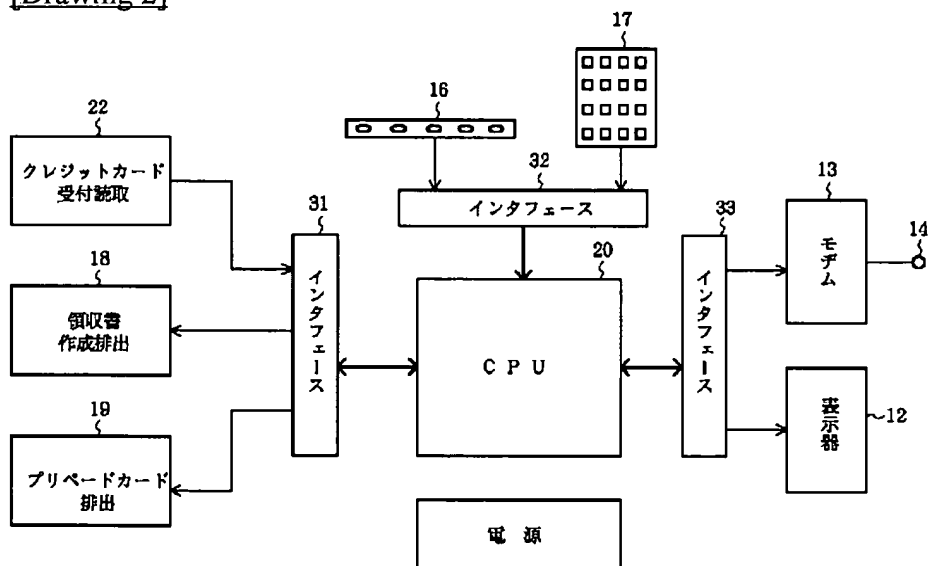 [Drawing 2]
17
16
22
クレジットカード
受付読取
32
インタフェース
13
モデム
14
31
インタフェース
33
インタフェース
18
領収書
作成排出
20
CPU
19
プリペードカード
排出
表示器
12
電源